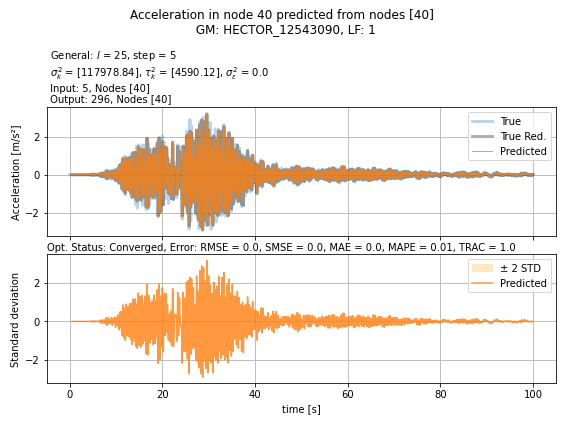 Acceleration in node 40 predicted from nodes [40]
GM: HECTOR_12543090, LF: 1
General: l = 25, step = 5
σ²ₖ = [117978.84], τ²ₖ = [4590.12], σ²ₑ = 0.0
Input: 5, Nodes [40]
Output: 296, Nodes [40]
Acceleration [m/s²]
2
0
−2
True
True Red.
Predicted
Opt. Status: Converged, Error: RMSE = 0.0, SMSE = 0.0, MAE = 0.0, MAPE = 0.01, TRAC = 1.0
Standard deviation
2
0
−2
± 2 STD
Predicted
0 20 40 60 80 100
time [s]